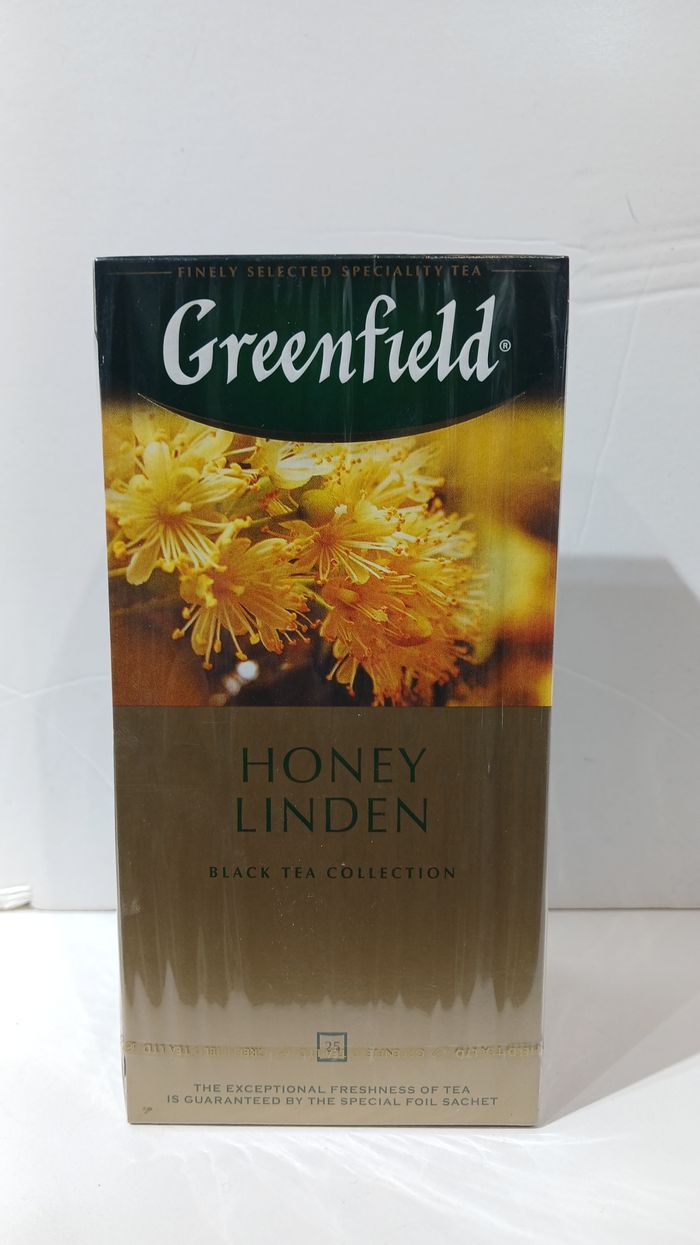 FINELY SELECTED SPECIALITY TEA
Greenfield®
HONEY
LINDEN
BLACK TEA COLLECTION
25
THE EXCEPTIONAL FRESHNESS OF TEA
IS GUARANTEED BY THE SPECIAL FOIL SACHET